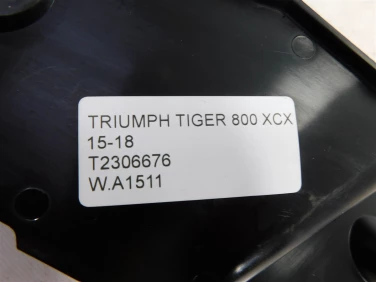 TRIUMPH TIGER 800 XCX
15-18
T2306676
W.A1511